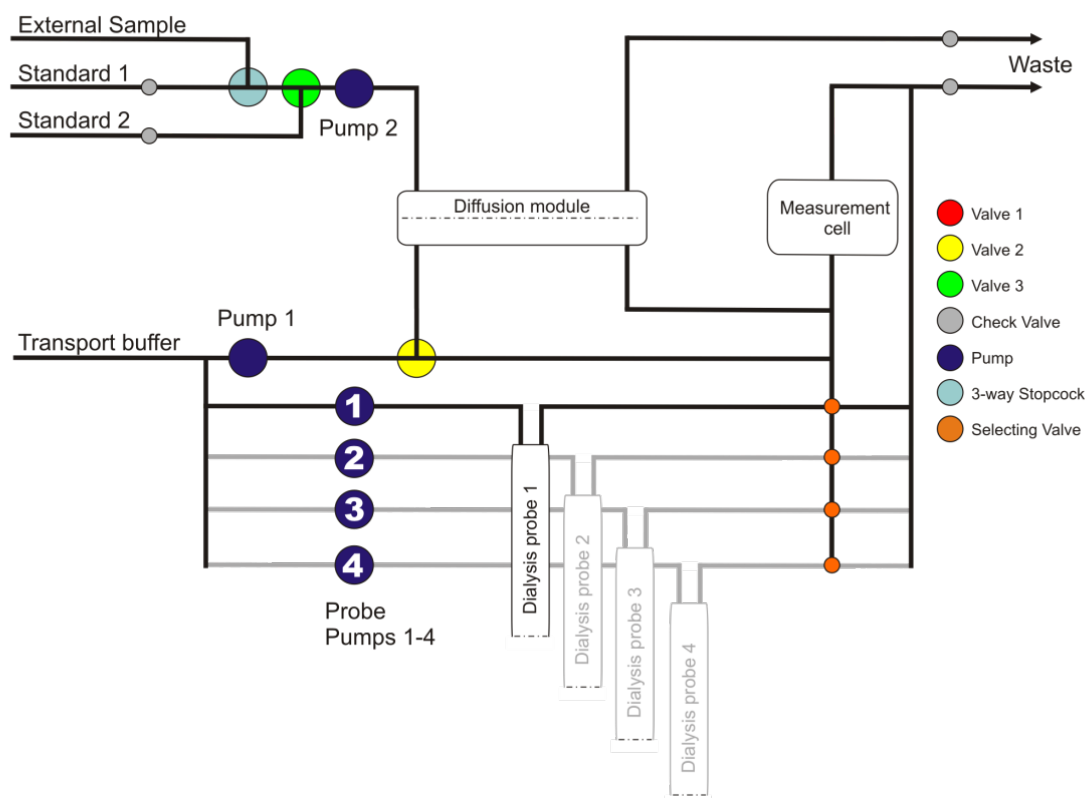 External Sample
Standard 1
Standard 2
Pump 2
Waste
Diffusion module
Measurement
cell
Valve 1
Valve 2
Valve 3
Check Valve
Pump
3-way Stopcock
Selecting Valve
Pump 1
Transport buffer
1
2
3
4
Probe
Pumps 1-4
Dialysis probe 1
Dialysis probe 2
Dialysis probe 3
Dialysis probe 4